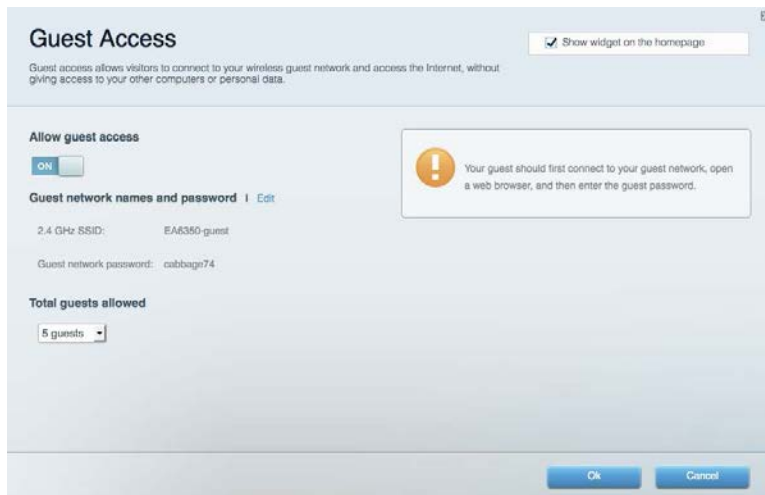 Guest Access
Show widget on the homepage
Guest access allows visitors to connect to your wireless guest network and access the Internet, without
giving access to your other computers or personal data.
Allow guest access
ON
Your guest should first connect to your guest network, open
a web browser, and then enter the guest password.
Guest network names and password | Edit
2.4 GHz SSID: EA6350-guest
Guest network password: cabbage74
Total guests allowed
5 guests
Ok Cancel